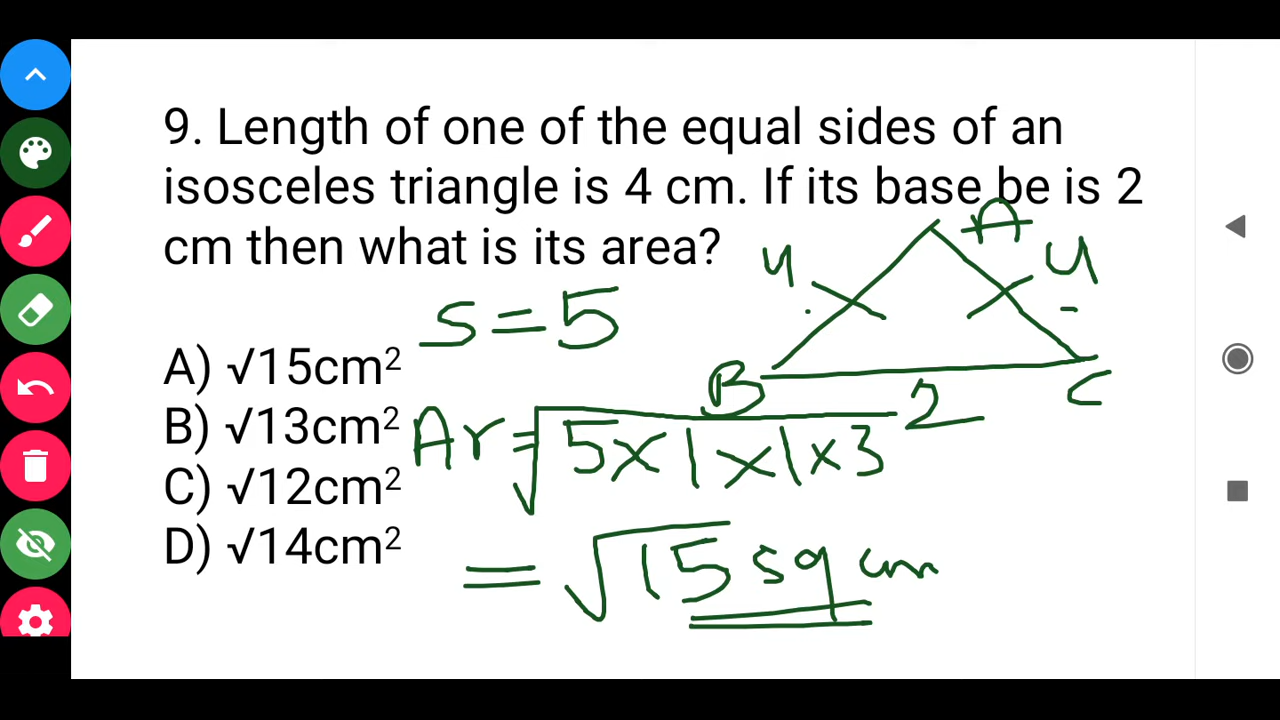 9. Length of one of the equal sides of an
isosceles triangle is 4 cm. If its base be is 2
cm then what is its area?
A
4
4
s = 5
B
2
C
A) √15cm²
B) √13cm²
C) √12cm²
D) √14cm²
Ar = √5×1×1×3
= √15 sq cm